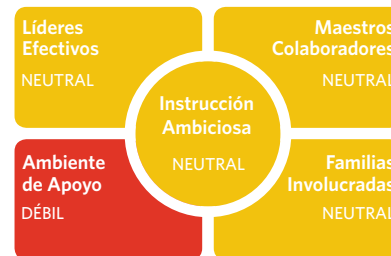 Líderes
Efectivos
NEUTRAL
Maestros
Colaboradores
NEUTRAL
Instrucción
Ambiciosa
NEUTRAL
Ambiente
de Apoyo
DÉBIL
Familias
Involucradas
NEUTRAL